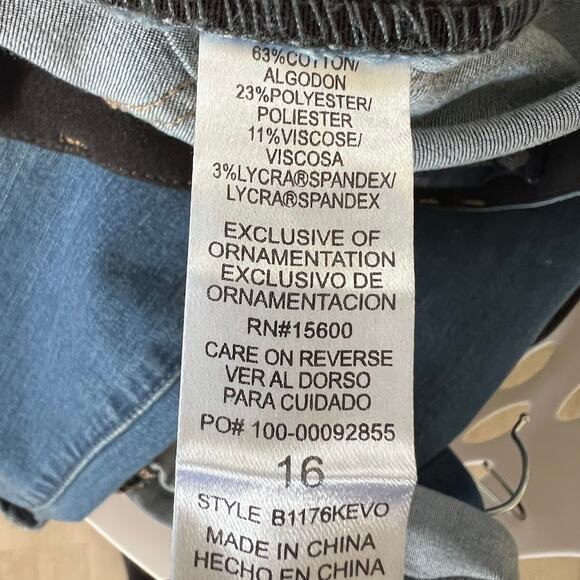 63%COTTON/
ALGODON
23%POLYESTER/
POLIESTER
11%VISCOSE/
VISCOSA
3%LYCRA®SPANDEX/
LYCRA®SPANDEX
EXCLUSIVE OF
ORNAMENTATION
EXCLUSIVO DE
ORNAMENTACION
RN#15600
CARE ON REVERSE
VER AL DORSO
PARA CUIDADO
PO# 100-00092855
16
STYLE B1176KEVO
MADE IN CHINA
HECHO EN CHINA